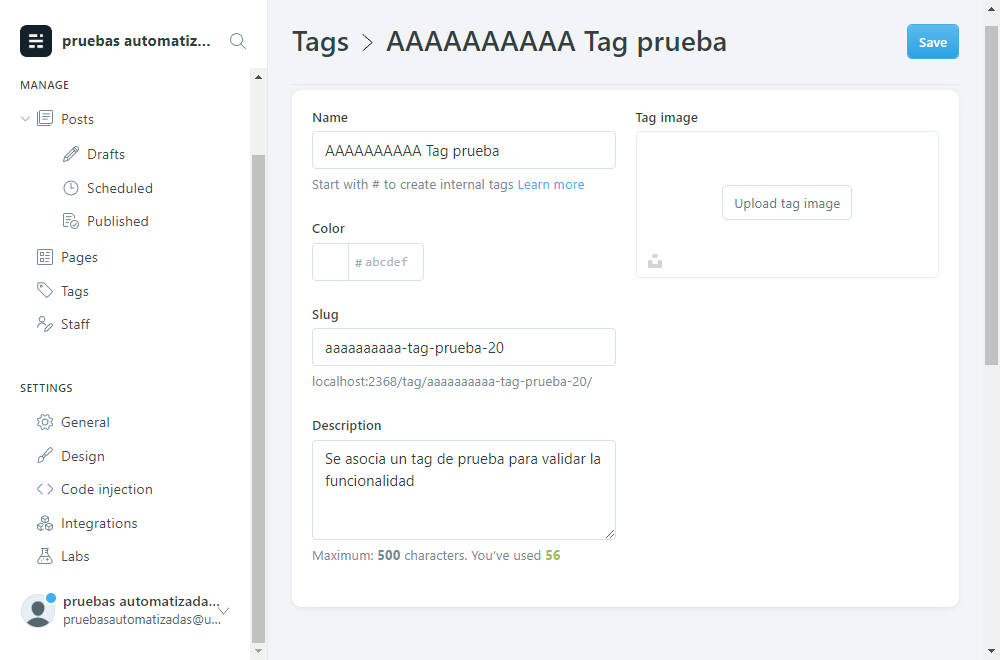 pruebas automatiz...
MANAGE
Posts
Drafts
Scheduled
Published
Pages
Tags
Staff
SETTINGS
General
Design
Code injection
Integrations
Labs
pruebas automatizada...
pruebasautomatizadas@u...
Tags > AAAAAAAAAA Tag prueba
Save
Name
AAAAAAAAAA Tag prueba
Start with # to create internal tags Learn more
Color
# abcdef
Slug
aaaaaaaaaa-tag-prueba-20
localhost:2368/tag/aaaaaaaaaa-tag-prueba-20/
Description
Se asocia un tag de prueba para validar la
funcionalidad
Maximum: 500 characters. You've used 56
Tag image
Upload tag image